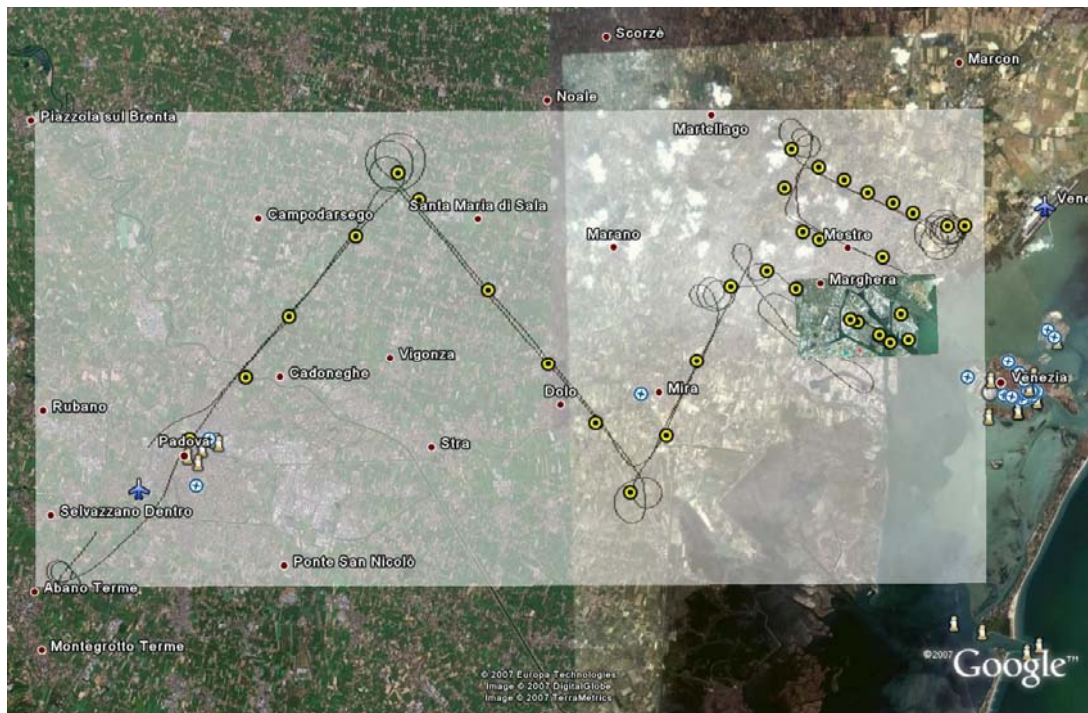 Scorzè
Marcon
Noale
Piazzola sul Brenta
Martellago
Campodarsego
Santa Maria di Sala
Vene
Marano
Mestre
Marghera
Vigonza
Cadoneghe
Venezia
Mira
Dolo
Rubano
Padova
Stra
Selvazzano Dentro
Ponte San Nicolò
Abano Terme
Montegrotto Terme
©2007 Google™
© 2007 Europa Technologies
Image © 2007 DigitalGlobe
Image © 2007 TerraMetrics